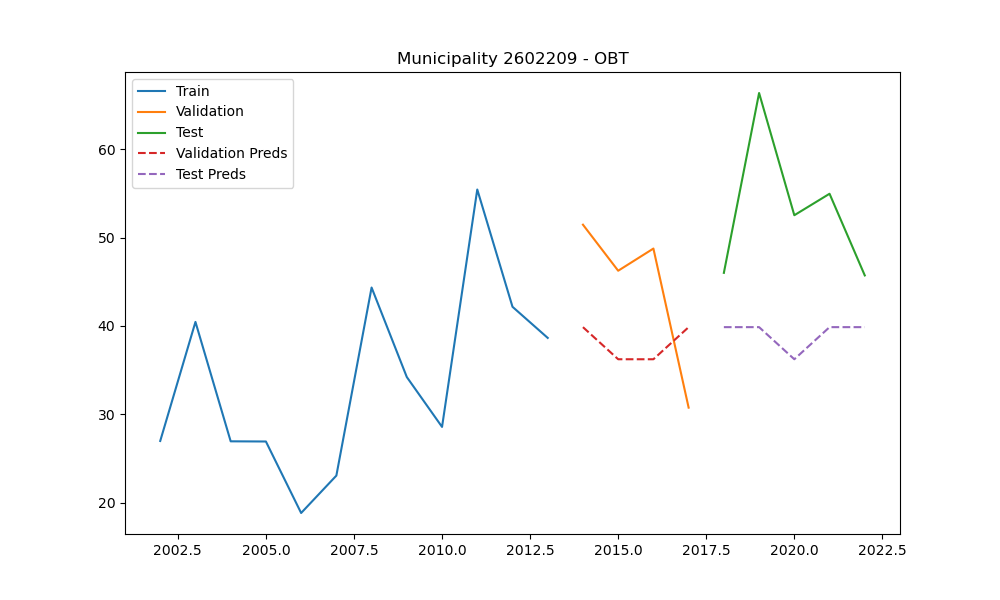 Municipality 2602209 - OBT
Train
Validation
Test
Validation Preds
Test Preds
60
50
40
30
20
2002.5 2005.0 2007.5 2010.0 2012.5 2015.0 2017.5 2020.0 2022.5